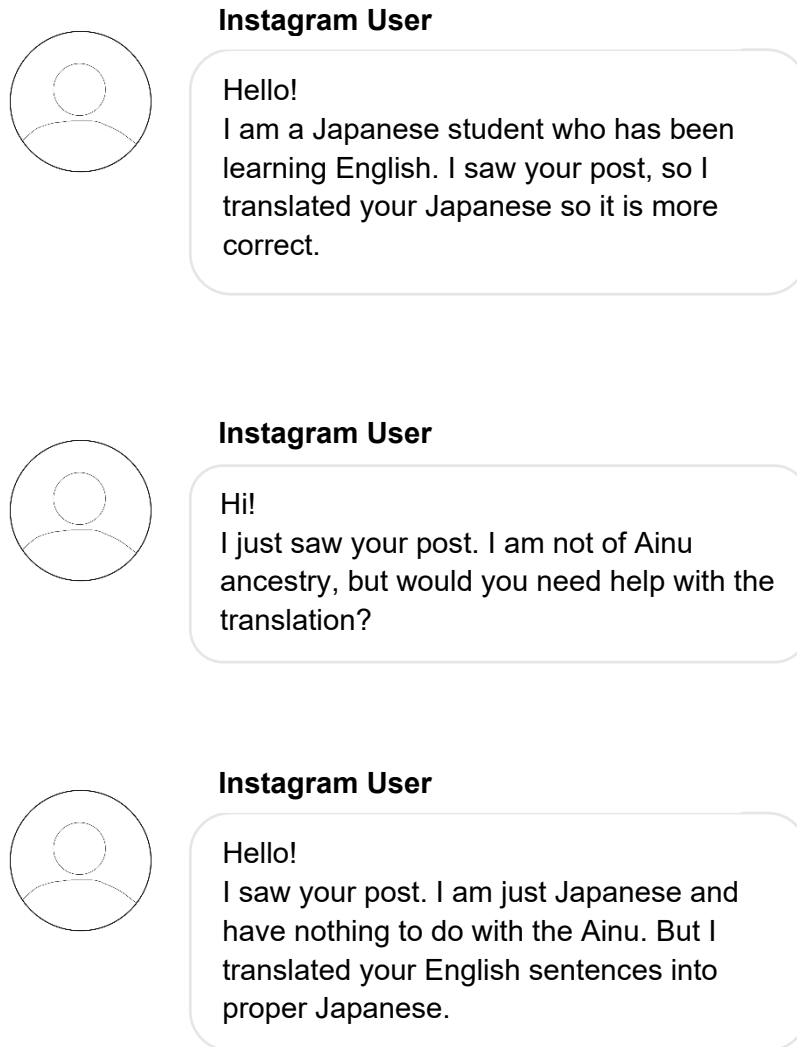 Instagram User
Hello!
I am a Japanese student who has been
learning English. I saw your post, so I
translated your Japanese so it is more
correct.
Instagram User
Hi!
I just saw your post. I am not of Ainu
ancestry, but would you need help with the
translation?
Instagram User
Hello!
I saw your post. I am just Japanese and
have nothing to do with the Ainu. But I
translated your English sentences into
proper Japanese.